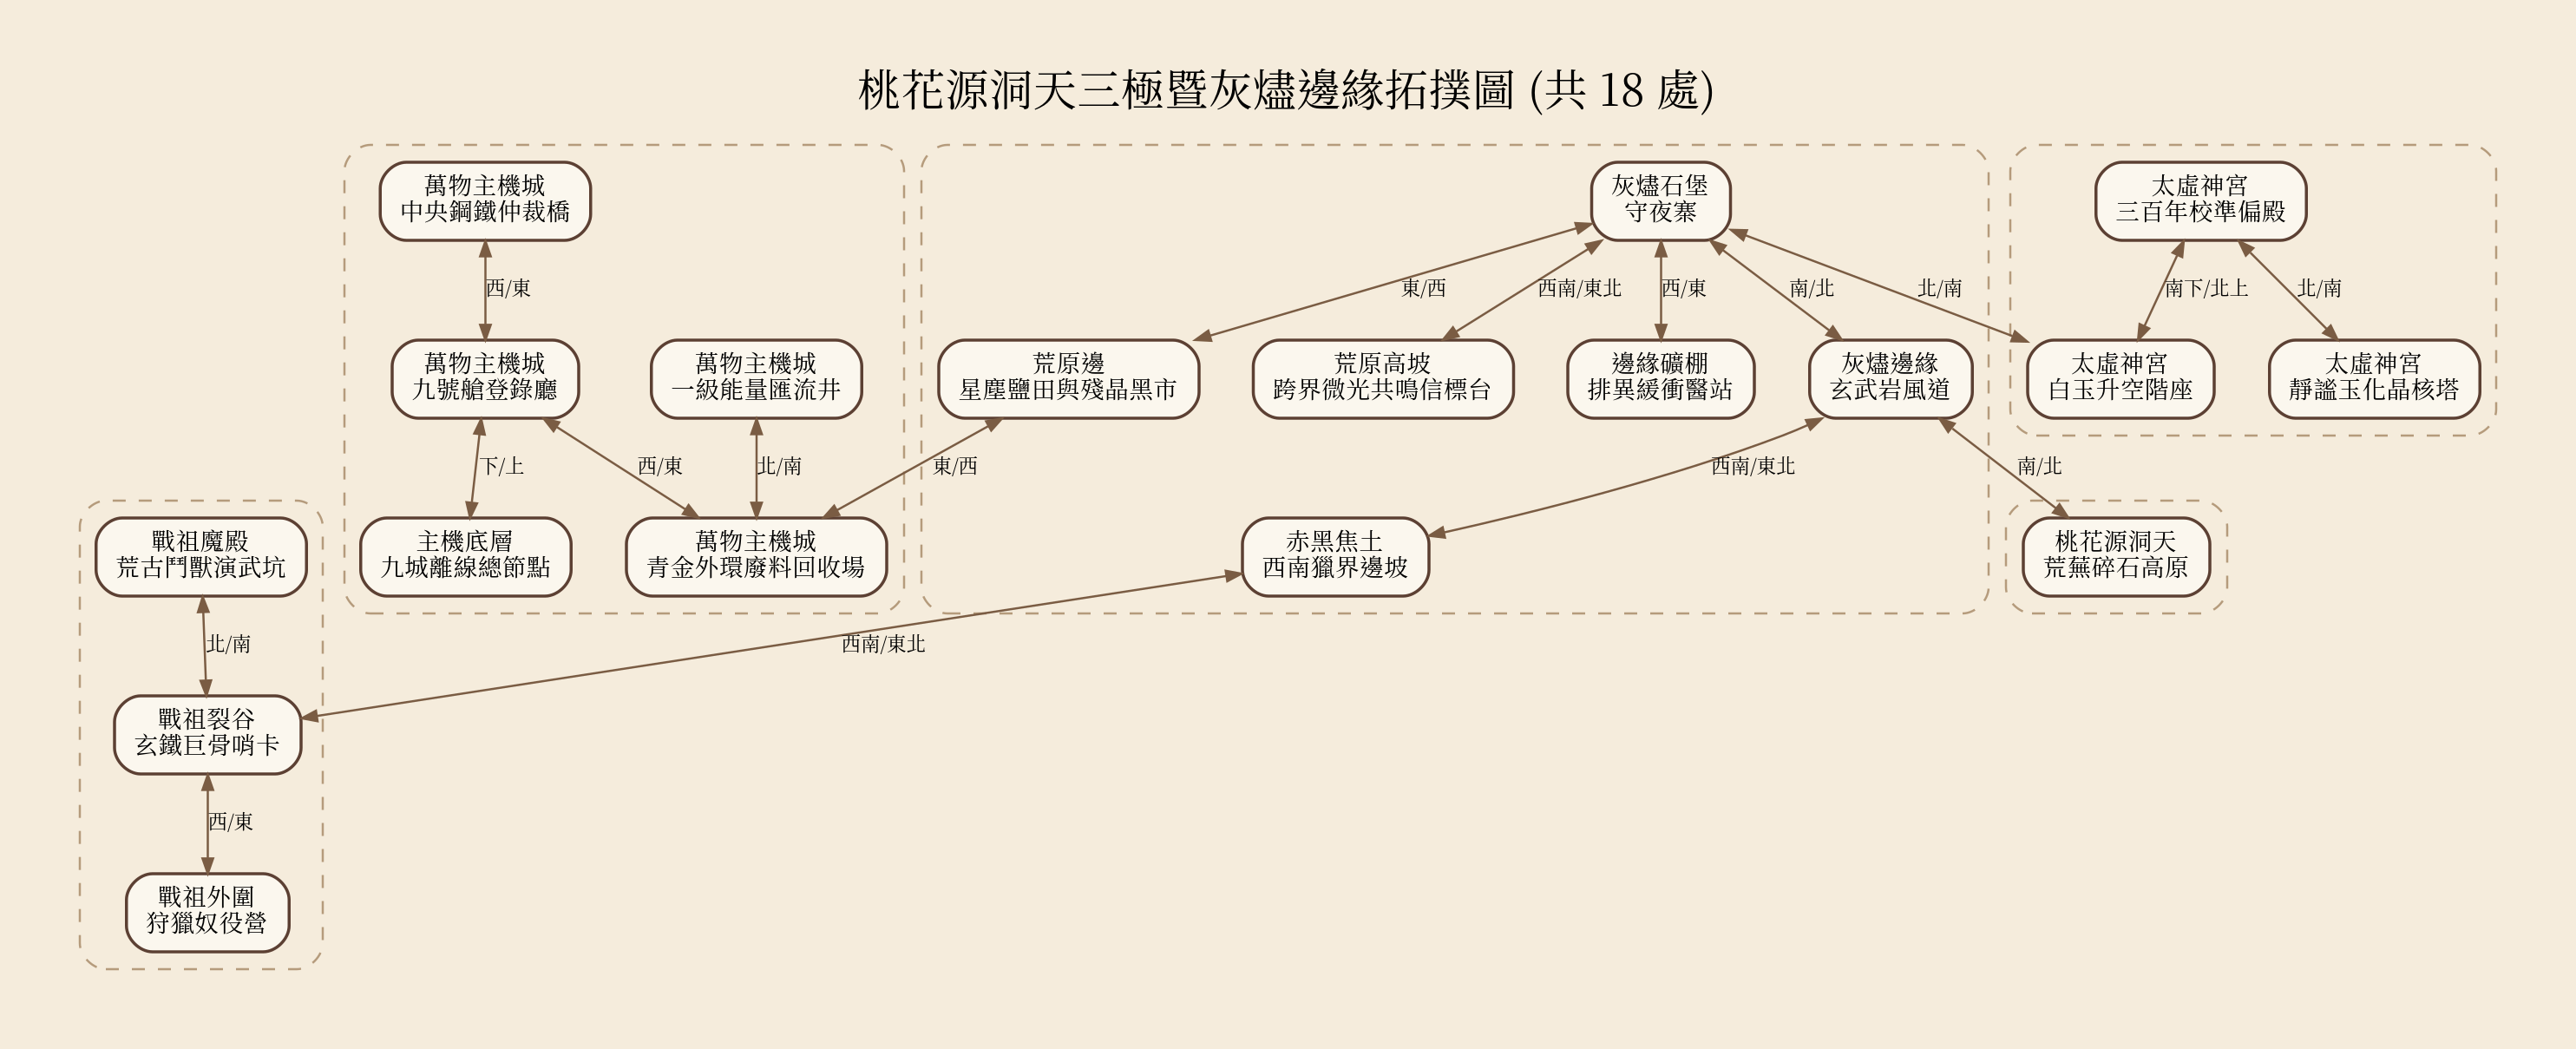 桃花源洞天三極暨灰燼邊緣拓撲圖 (共 18 處)
萬物主機城
中央鋼鐵仲裁橋
灰燼石堡
守夜寨
太虛神宮
三百年校準偏殿
西/東
東/西
西南/東北
西/東
南/北
北/南
南下/北上
北/南
萬物主機城
九號艙登錄廳
萬物主機城
一級能量匯流井
荒原邊
星塵鹽田與殘晶黑市
荒原高坡
跨界微光共鳴信標台
邊緣礦棚
排異緩衝醫站
灰燼邊緣
玄武岩風道
太虛神宮
白玉升空階座
太虛神宮
靜謐玉化晶核塔
下/上
西/東
北/南
東/西
西南/東北
南/北
戰祖魔殿
荒古鬥獸演武坑
主機底層
九城離線總節點
萬物主機城
青金外環廢料回收場
赤黑焦土
西南獵界邊坡
桃花源洞天
荒蕪碎石高原
北/南
西南/東北
戰祖裂谷
玄鐵巨骨哨卡
西/東
戰祖外圍
狩獵奴役營